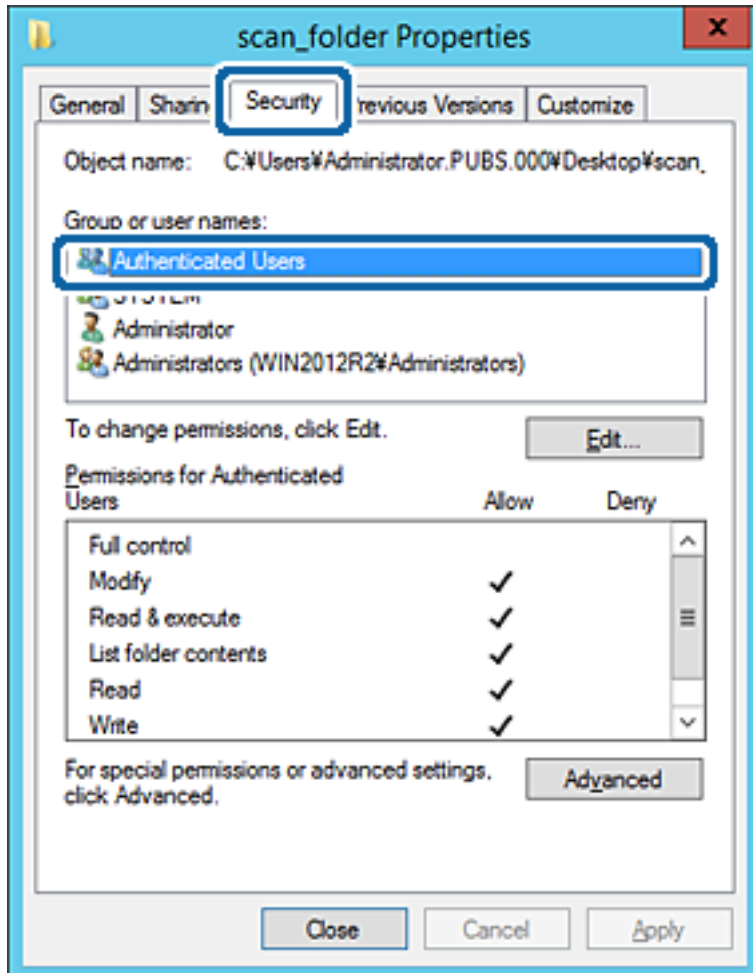 scan_folder Properties
x
General Sharin Security revious Versions Customize
Object name: C:¥Users¥Administrator.PUBS.000¥Desktop¥scan_
Group or user names:
Authenticated Users
SYSTEM
Administrator
Administrators (WIN2012R2¥Administrators)
To change permissions, click Edit.
Edit...
Permissions for Authenticated
Users Allow Deny
Full control
Modify
Read & execute
List folder contents
Read
Write
For special permissions or advanced settings,
click Advanced.
Advanced
Close Cancel Apply